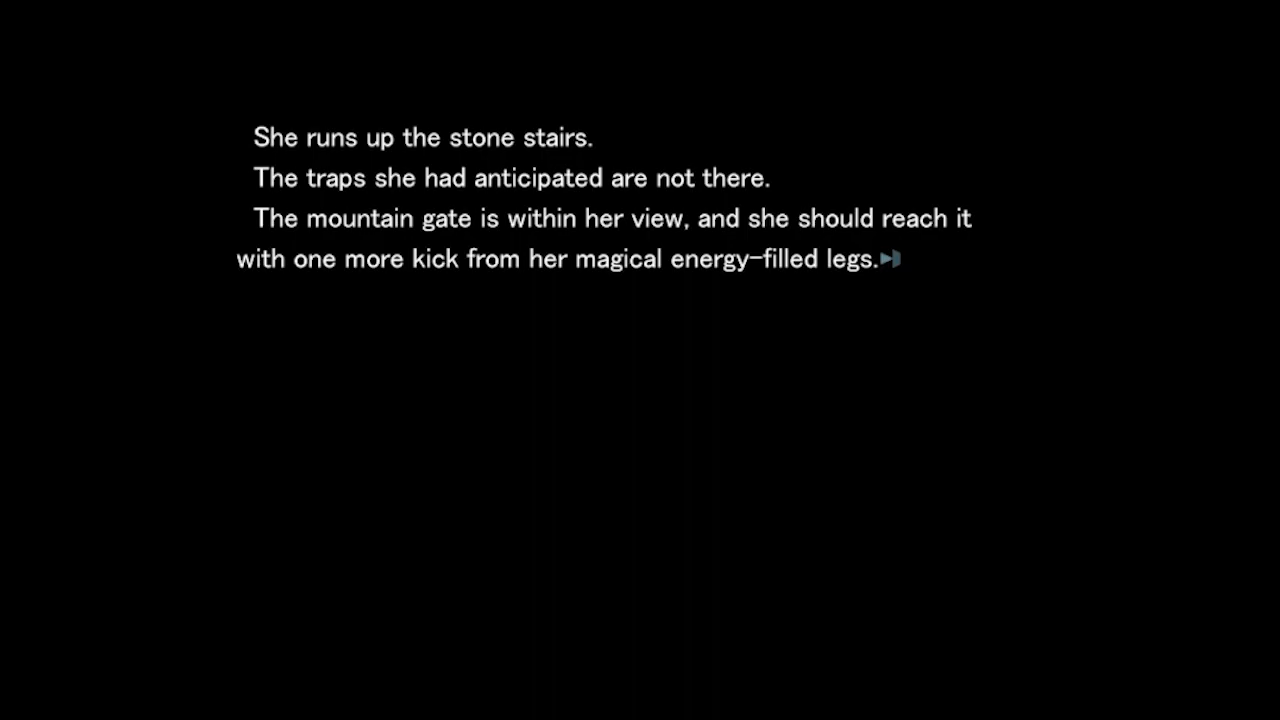 She runs up the stone stairs.
The traps she had anticipated are not there.
The mountain gate is within her view, and she should reach it
with one more kick from her magical energy-filled legs.